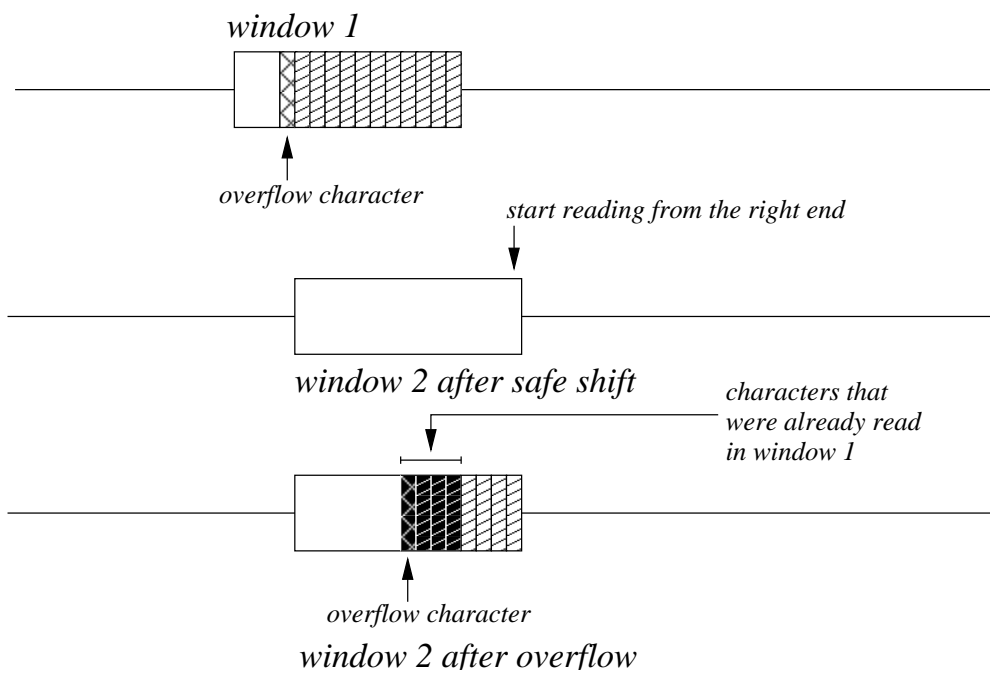 window 1
overflow character
start reading from the right end
window 2 after safe shift
characters that
were already read
in window 1
overflow character
window 2 after overflow